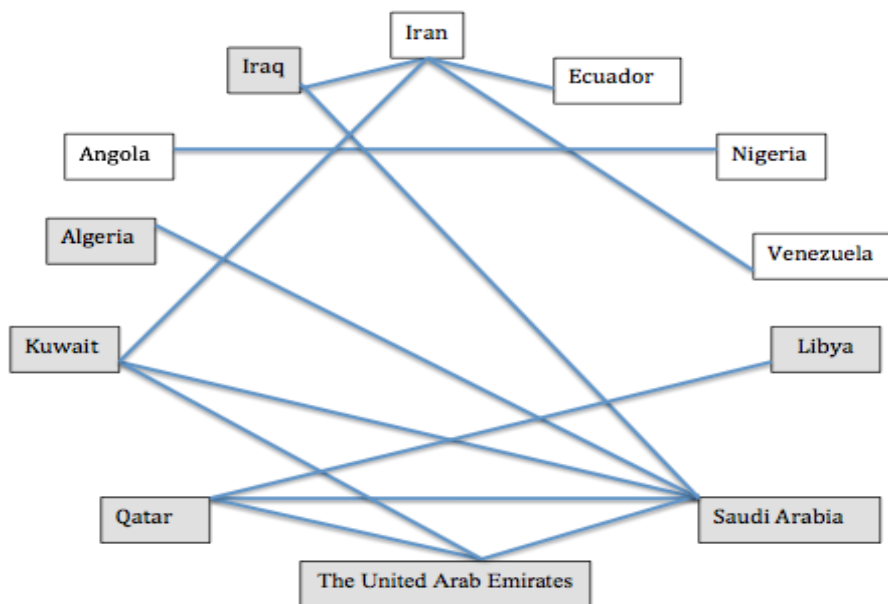 Iran
Iraq
Ecuador
Angola
Nigeria
Algeria
Venezuela
Kuwait
Libya
Qatar
Saudi Arabia
The United Arab Emirates